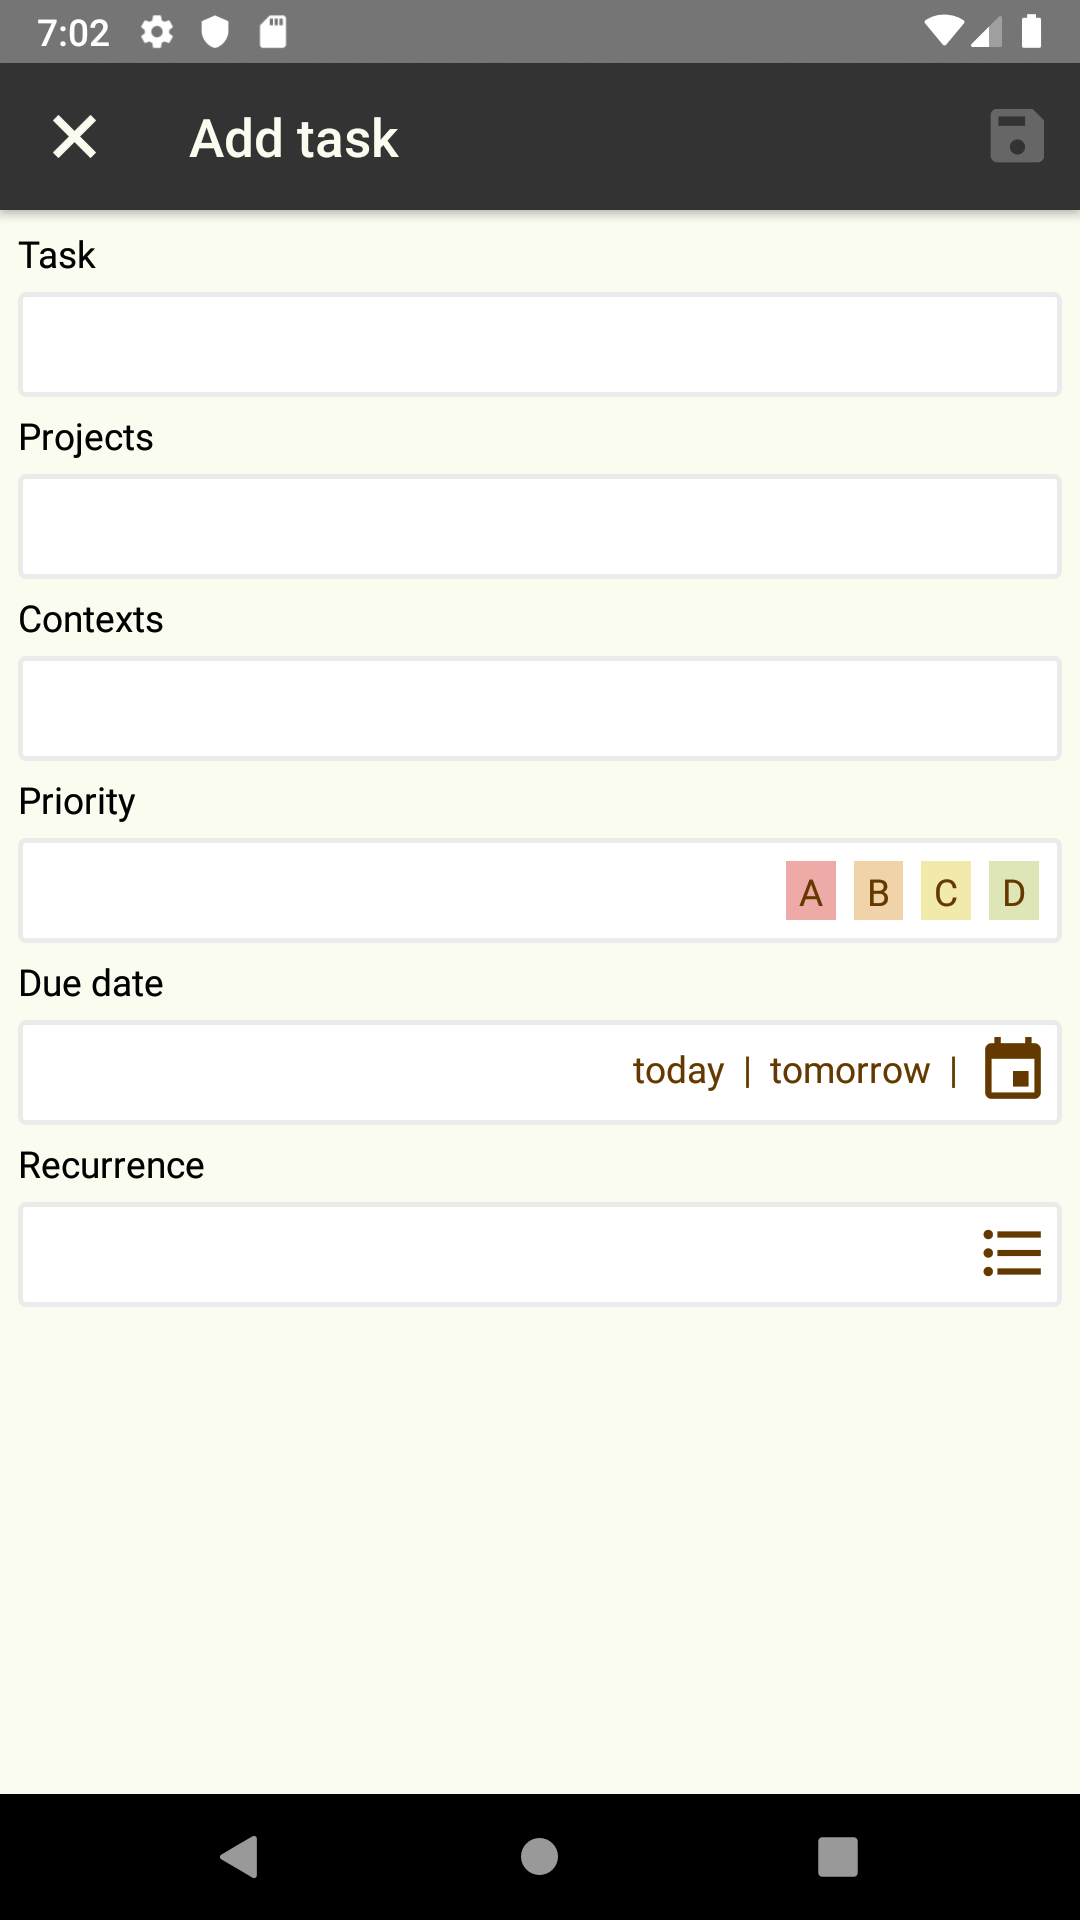 7:02
Add task
Task
Projects
Contexts
Priority
A B C D
Due date
today | tomorrow |
Recurrence